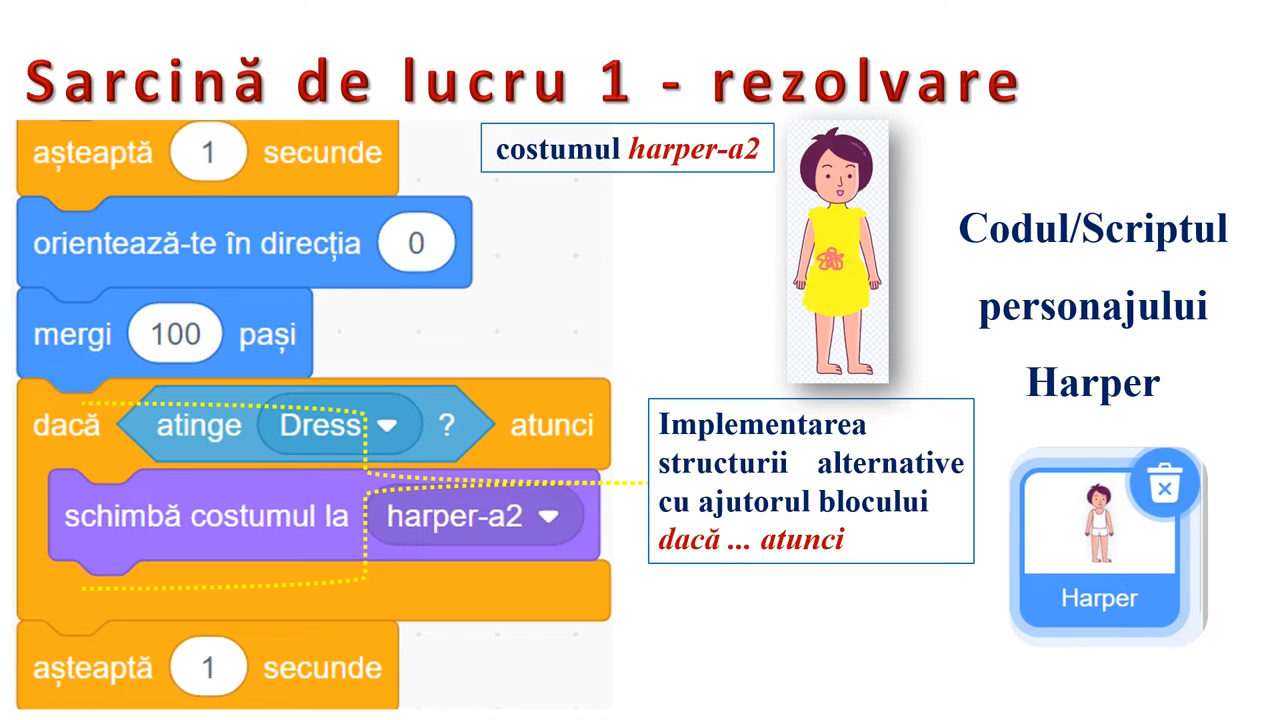 Sarcină de lucru 1 - rezolvare
așteaptă 1 secunde
orientează-te în direcția 0
mergi 100 pași
dacă atinge Dress ? atunci
schimbă costumul la harper-a2
așteaptă 1 secunde
costumul harper-a2
Implementarea
structurii alternative
cu ajutorul blocului
dacă ... atunci
Codul/Scriptul
personajului
Harper
Harper